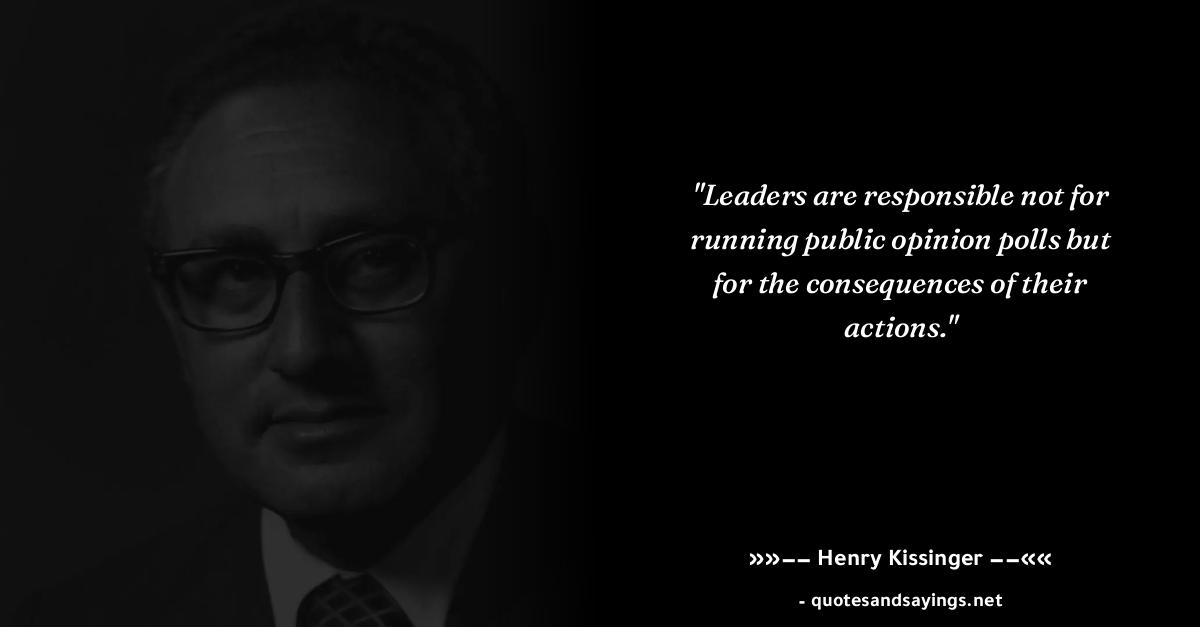 "Leaders are responsible not for
running public opinion polls but
for the consequences of their
actions."
»»–– Henry Kissinger ––««
- quotesandsayings.net